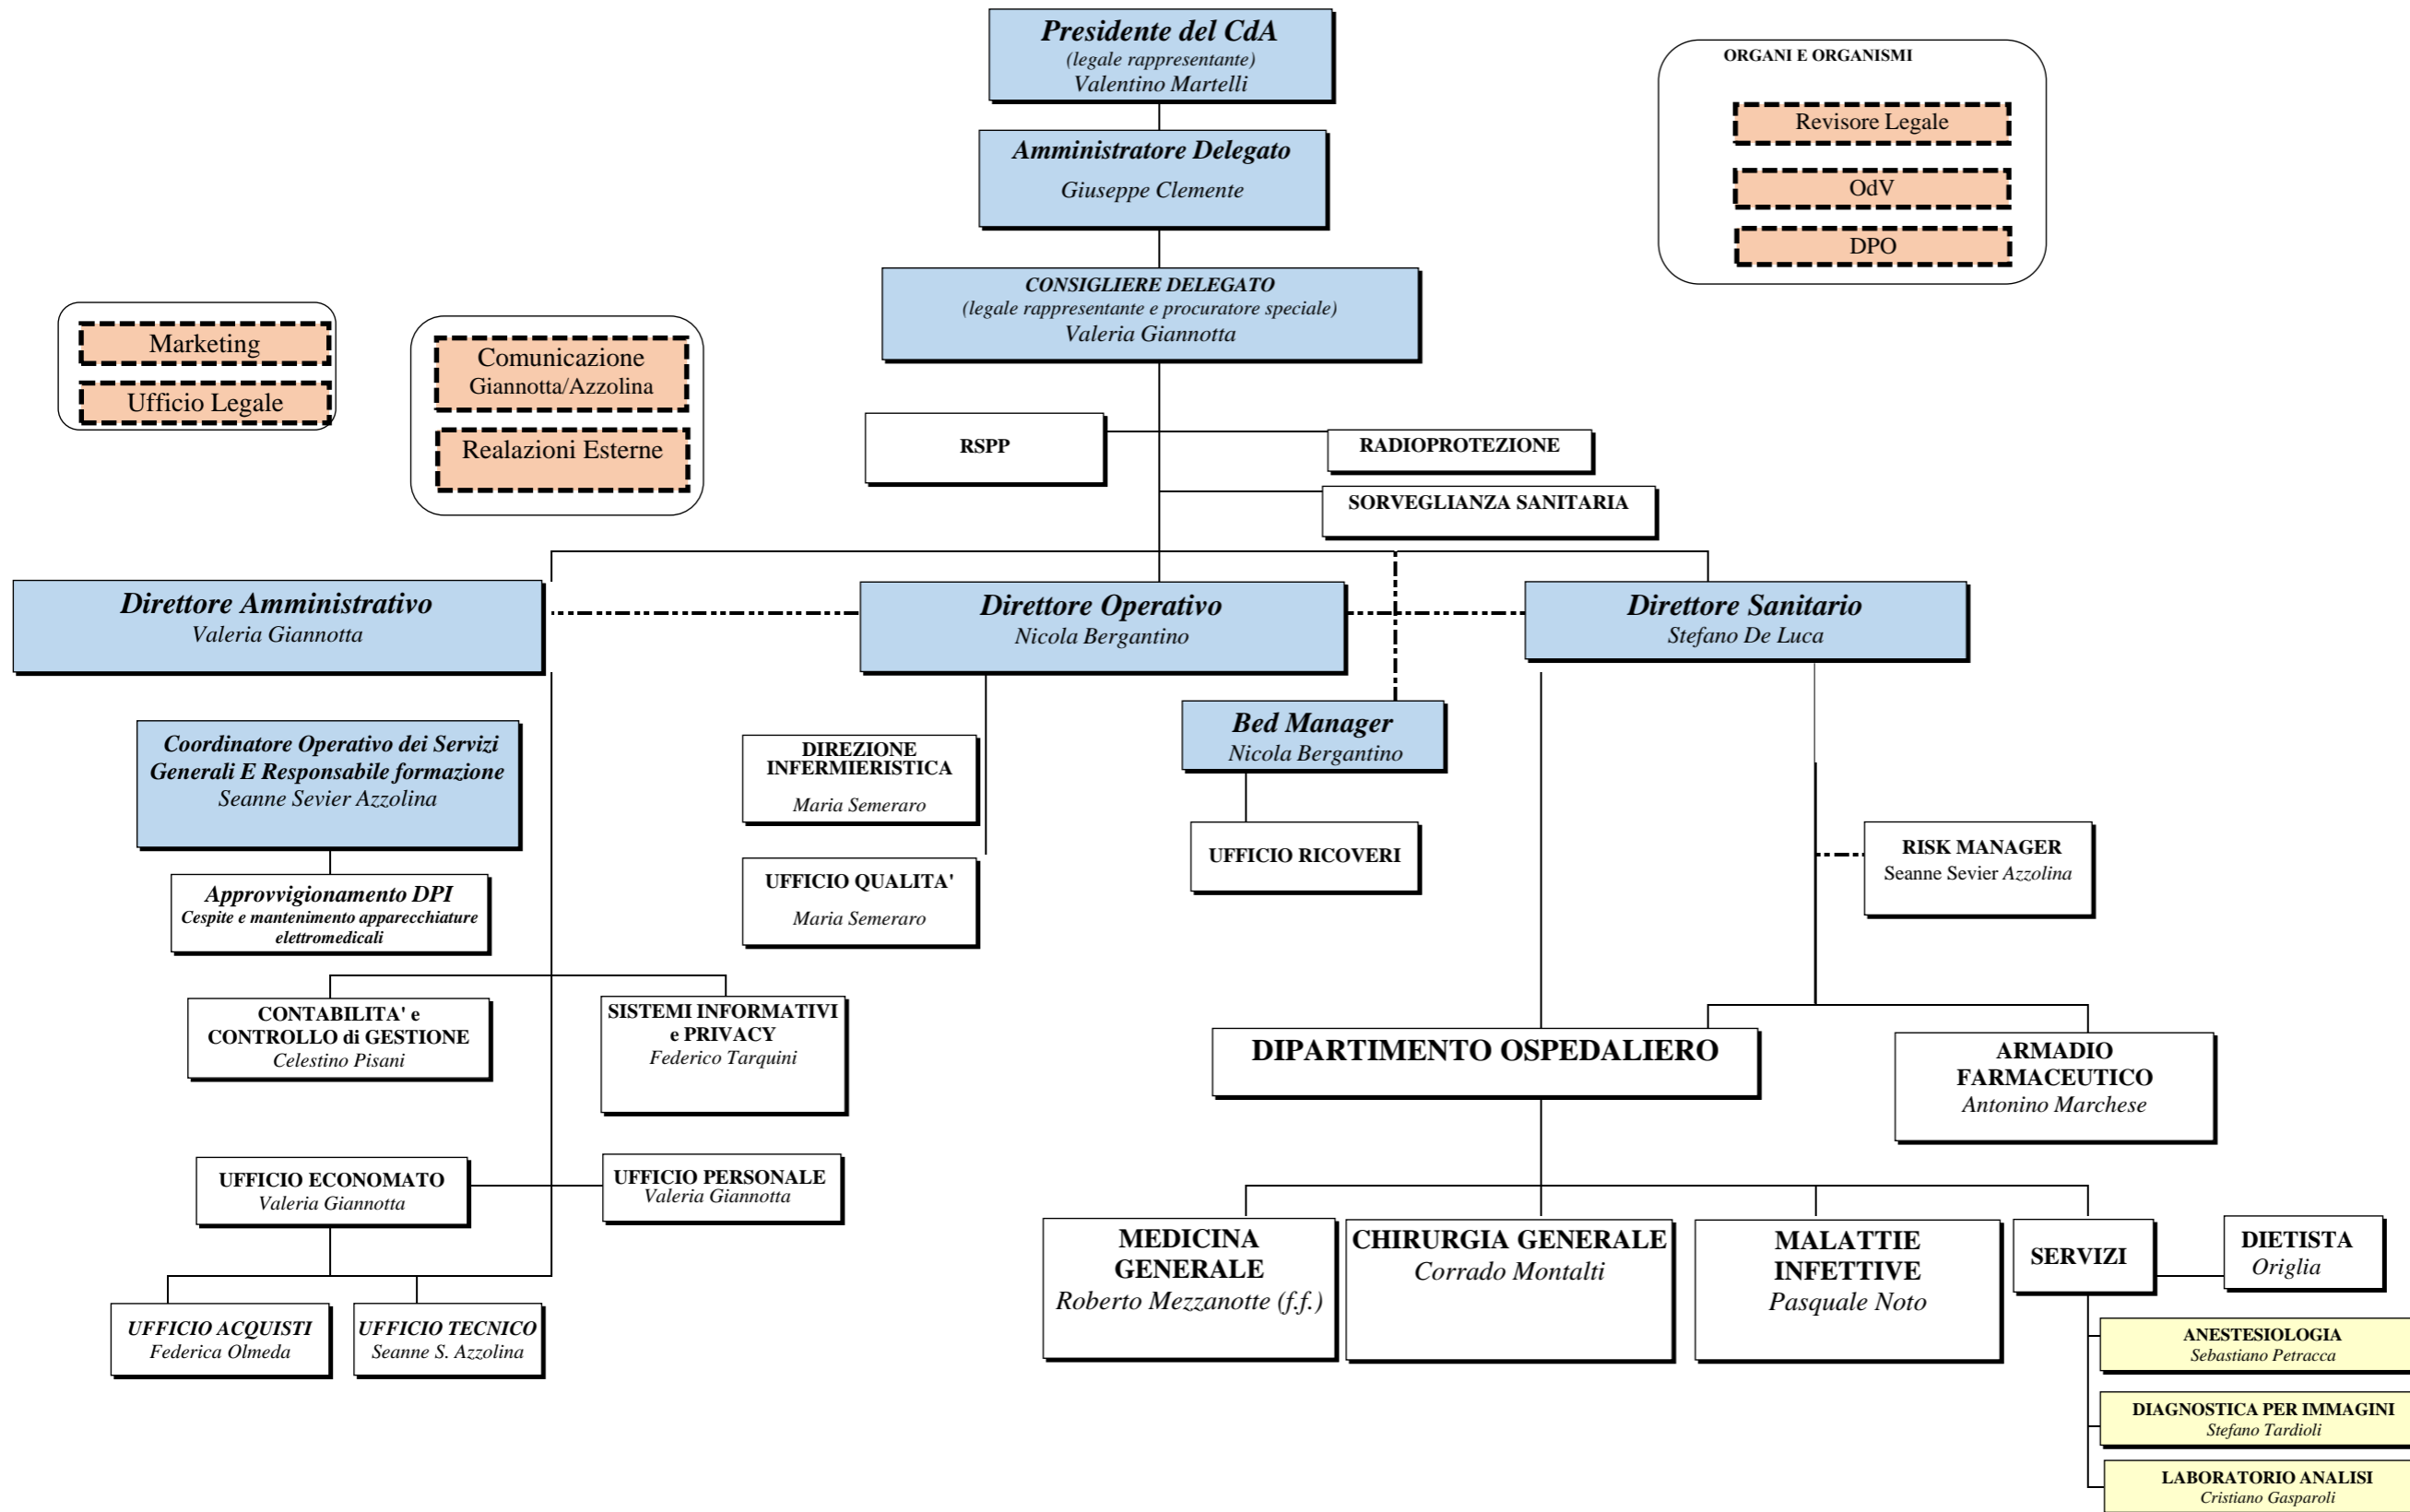 Presidente del CdA
(legale rappresentante)
Valentino Martelli
ORGANI E ORGANISMI
Revisore Legale
OdV
DPO
Amministratore Delegato
Giuseppe Clemente
CONSIGLIERE DELEGATO
(legale rappresentante e procuratore speciale)
Valeria Giannotta
Marketing
Ufficio Legale
Comunicazione
Giannotta/Azzolina
Realazioni Esterne
RSPP
RADIOPROTEZIONE
SORVEGLIANZA SANITARIA
Direttore Amministrativo
Valeria Giannotta
Direttore Operativo
Nicola Bergantino
Direttore Sanitario
Stefano De Luca
Coordinatore Operativo dei Servizi
Generali E Responsabile formazione
Seanne Sevier Azzolina
Approvvigionamento DPI
Cespite e mantenimento apparecchiature
elettromedicali
DIREZIONE
INFERMIERISTICA
Maria Semeraro
UFFICIO QUALITA'
Maria Semeraro
Bed Manager
Nicola Bergantino
UFFICIO RICOVERI
RISK MANAGER
Seanne Sevier Azzolina
CONTABILITA' e
CONTROLLO di GESTIONE
Celestino Pisani
SISTEMI INFORMATIVI
e PRIVACY
Federico Tarquini
DIPARTIMENTO OSPEDALIERO
ARMADIO
FARMACEUTICO
Antonino Marchese
UFFICIO ECONOMATO
Valeria Giannotta
UFFICIO PERSONALE
Valeria Giannotta
UFFICIO ACQUISTI
Federica Olmeda
UFFICIO TECNICO
Seanne S. Azzolina
MEDICINA
GENERALE
Roberto Mezzanotte (f.f.)
CHIRURGIA GENERALE
Corrado Montalti
MALATTIE
INFETTIVE
Pasquale Noto
SERVIZI
DIETISTA
Origlia
ANESTESIOLOGIA
Sebastiano Petracca
DIAGNOSTICA PER IMMAGINI
Stefano Tardioli
LABORATORIO ANALISI
Cristiano Gasparoli